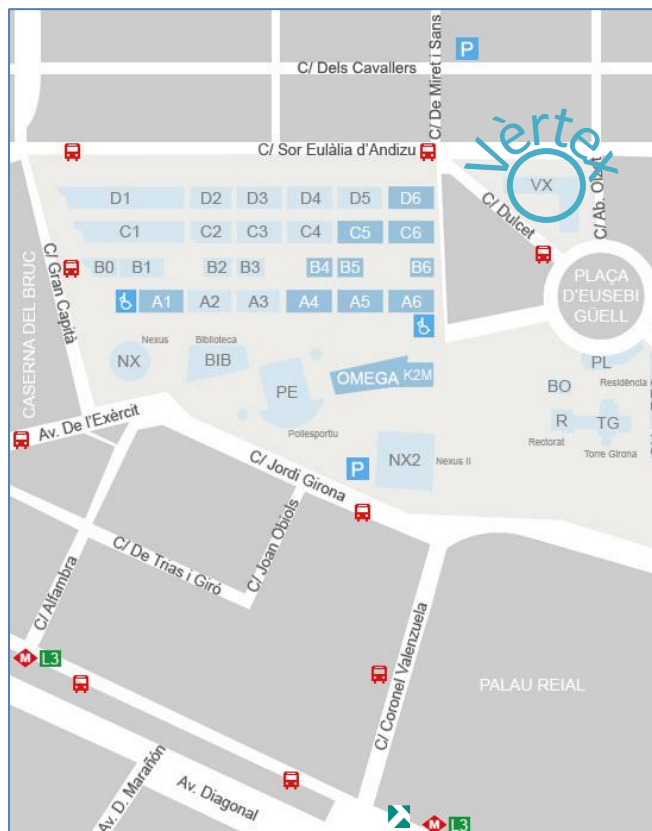 C/ De Miret i Sans
P
C/ Dels Cavallers
Vèrtex
C/ Sor Eulàlia d'Andizu
VX
C/ Ab. Olzet
D1 D2 D3 D4 D5 D6
C/ Dulcet
C1 C2 C3 C4 C5 C6
C/ Gran Capità
B0 B1 B2 B3 B4 B5 B6
PLAÇA
D'EUSEBI
GÜELL
A1 A2 A3 A4 A5 A6
CASERNA DEL BRUC
Nexus
NX
Biblioteca
BIB
PE
Poliesportiu
OMEGA K2M
PL
Residència
BO
R
Rectorat
TG
Torre Girona
Av. De l'Exèrcit
C/ Jordi Girona
P
NX2
Nexus II
C/ De Trias i Giró
C/ Joan Obiols
C/ Alfambra
C/ Coronel Valenzuela
M L3
PALAU REIAL
Av. D. Marañón
Av. Diagonal
M L3